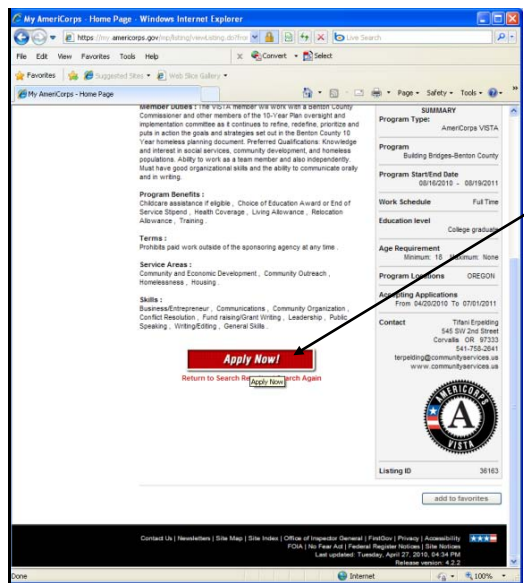 My AmeriCorps - Home Page - Windows Internet Explorer
https://my.americorps.gov/mp/listing/viewListing.do?fro
Live Search
File Edit View Favorites Tools Help
Convert Select
Favorites Suggested Sites Web Slice Gallery
My AmeriCorps - Home Page
Page Safety Tools
Member Duties : The VISTA member will work with a Benton County
Commissioner and other members of the 10-Year Plan oversight and
implementation committee as it continues to refine, redefine, prioritize and
puts in action the goals and strategies set out in the Benton County 10
Year homeless planning document. Preferred Qualifications: Knowledge
and interest in social services, community development, and homeless
populations. Ability to work as a team member and also independently.
Must have good organizational skills and the ability to communicate orally
and in writing.
Program Benefits :
Childcare assistance if eligible , Choice of Education Award or End of
Service Stipend , Health Coverage , Living Allowance , Relocation
Allowance , Training .
Terms :
Prohibits paid work outside of the sponsoring agency at any time .
Service Areas :
Community and Economic Development , Community Outreach ,
Homelessness , Housing .
Skills :
Business/Entrepreneur , Communications , Community Organization ,
Conflict Resolution , Fund raising/Grant Writing , Leadership , Public
Speaking , Writing/Editing , General Skills .
Apply Now!
Return to Search Search Again
Apply Now
SUMMARY
Program Type:
AmeriCorps VISTA
Program
Building Bridges-Benton County
Program Start/End Date
08/16/2010 - 08/19/2011
Work Schedule Full Time
Education level
College graduate
Age Requirement
Minimum: 18 Maximum: None
Program Locations OREGON
Accepting Applications
From 04/20/2010 To 07/01/2011
Contact Tifani Erpelding
545 SW 2nd Street
Corvallis OR 97333
541-758-2641
terpelding@communityservices.us
www.communityservices.us
AMERICORPS
A
VISTA
Listing ID 36163
add to favorites
Contact Us | Newsletters | Site Map | Site Index | Office of Inspector General | FirstGov | Privacy | Accessibility
FOIA | No Fear Act | Federal Register Notices | Site Notices
Last updated: Tuesday, April 27, 2010, 04:34 PM
Release version: 4.2.2
Done
Internet
100%